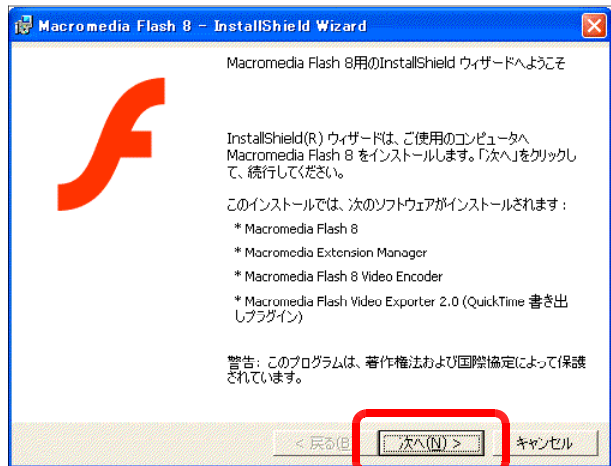 Macromedia Flash 8 - InstallShield Wizard
Macromedia Flash 8用のInstallShield ウィザードへようこそ
InstallShield(R) ウィザードは、ご使用のコンピュータへ
Macromedia Flash 8 をインストールします。「次へ」をクリックし
て、続行してください。
このインストールでは、次のソフトウェアがインストールされます :
* Macromedia Flash 8
* Macromedia Extension Manager
* Macromedia Flash 8 Video Encoder
* Macromedia Flash Video Exporter 2.0 (QuickTime 書き出
しプラグイン)
警告: このプログラムは、著作権法および国際協定によって保護
されています。
< 戻る(B 次へ(N) > キャンセル